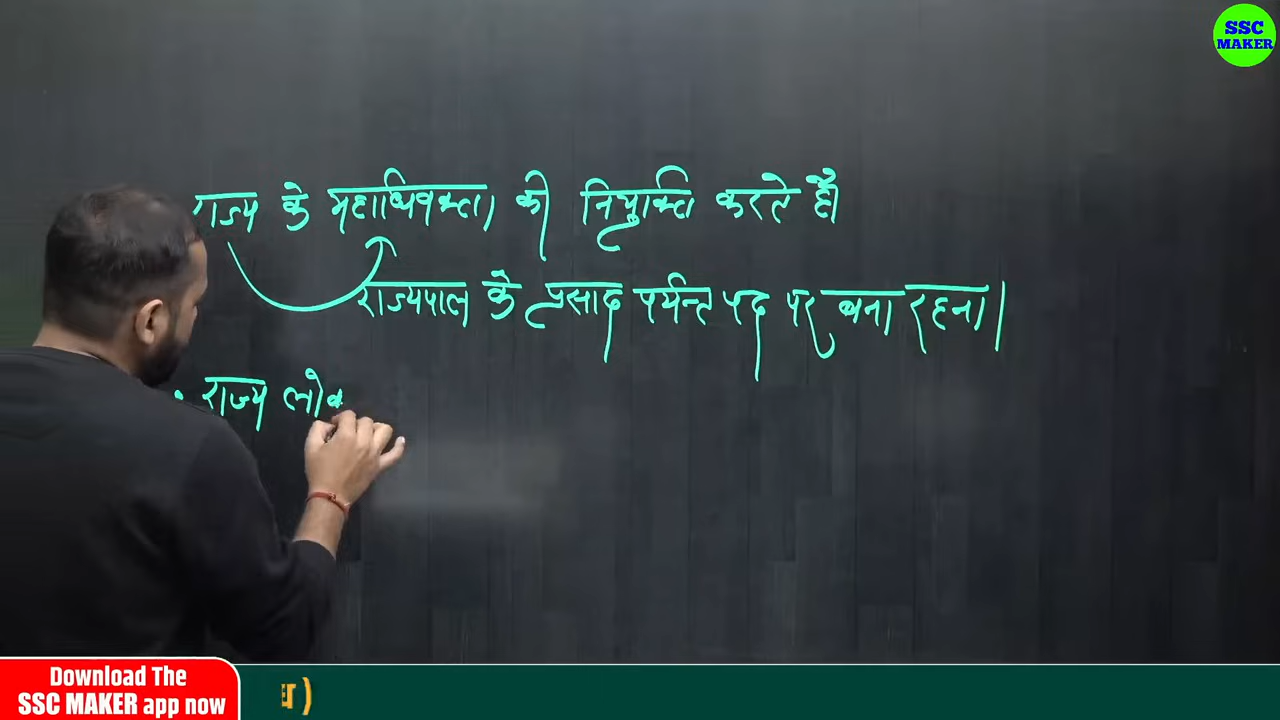 SSC
MAKER
राज्य के महाधिवक्ता की नियुक्ति करते हैं
राज्यपाल के प्रसाद पर्यन्त पद पर बना रहना।
• राज्य लोक
Download The
SSC MAKER app now
)